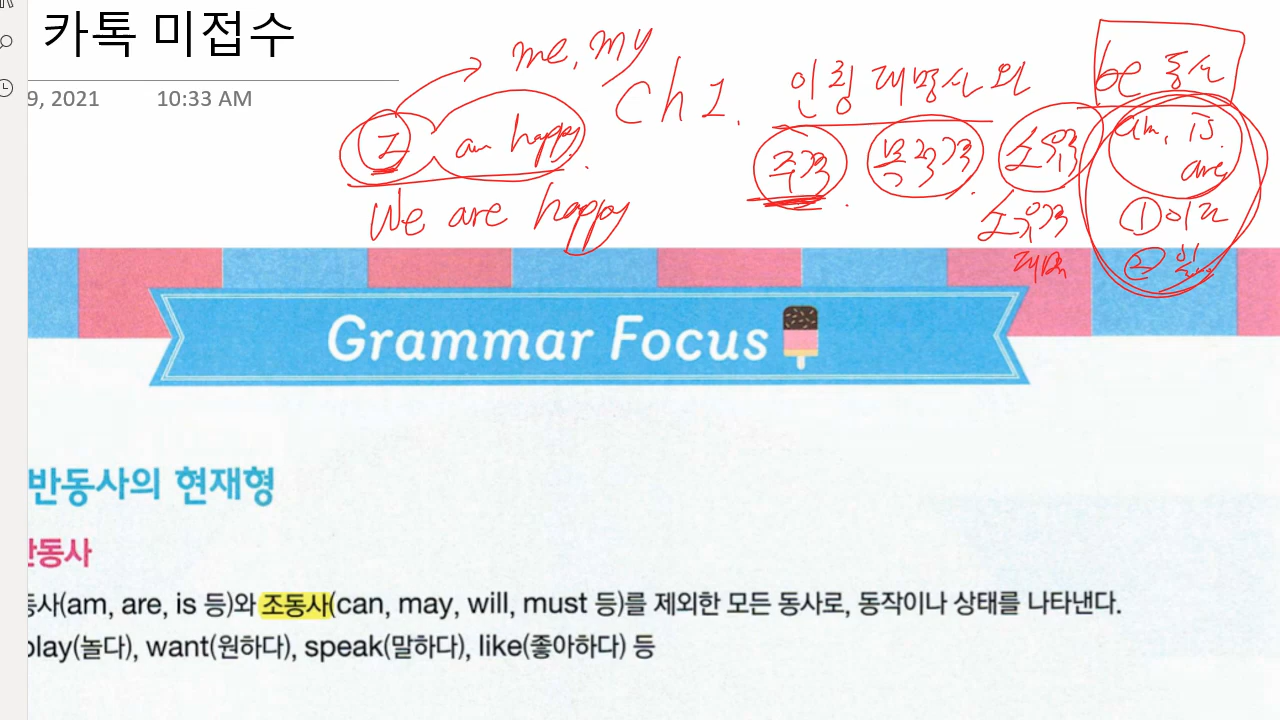 카톡 미접수
9, 2021 10:33 AM
me, my
Ch 1. 인칭 대명사 와 be 동사
I am happy.
주격. 목적격. 소유격
am, is
are,
We are happy
소유격
대명
① 이다
② 있
Grammar Focus
반동사의 현재형
반동사
동사(am, are, is 등)와 조동사(can, may, will, must 등)를 제외한 모든 동사로, 동작이나 상태를 나타낸다.
play(놀다), want(원하다), speak(말하다), like(좋아하다) 등